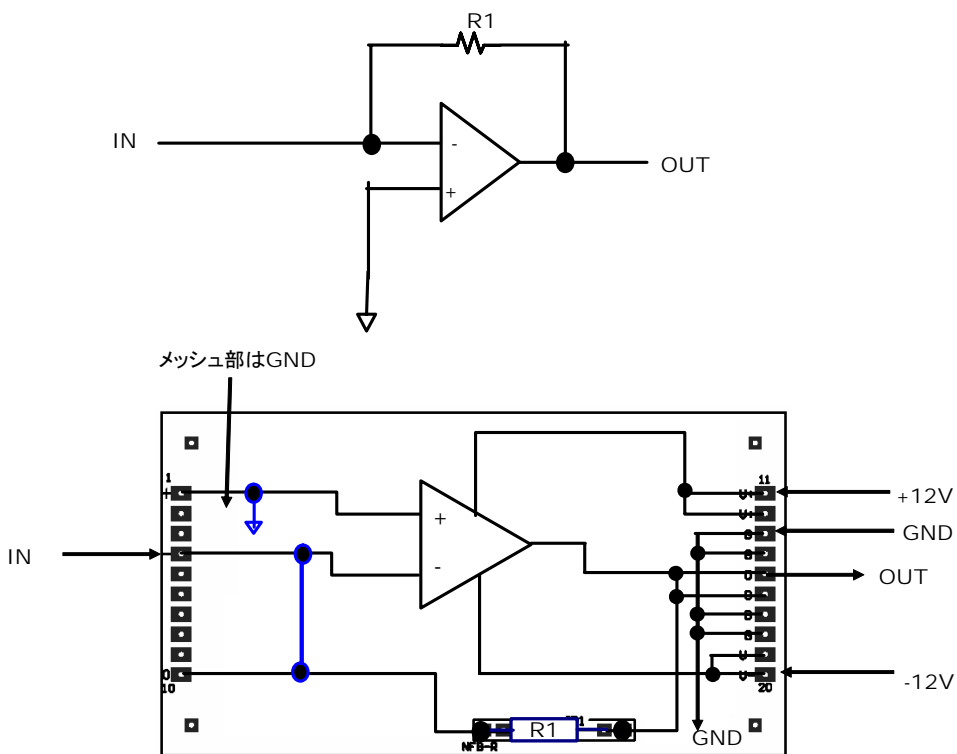 R1
IN
-
+
OUT
メッシュ部はGND
1
11
+
V+
+12V
V+
+
G
GND
IN
-
G
-
O
OUT
O
G
G
V-
-12V
O
V-
10
20
R1
NFB-R
GND